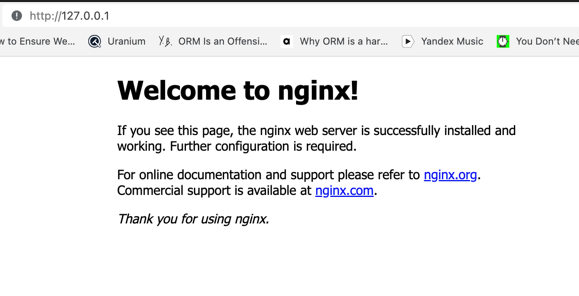 http://127.0.0.1
w to Ensure We... Uranium ORM Is an Offensi... Why ORM is a har... Yandex Music You Don't Nee
Welcome to nginx!
If you see this page, the nginx web server is successfully installed and
working. Further configuration is required.
For online documentation and support please refer to nginx.org.
Commercial support is available at nginx.com.
Thank you for using nginx.